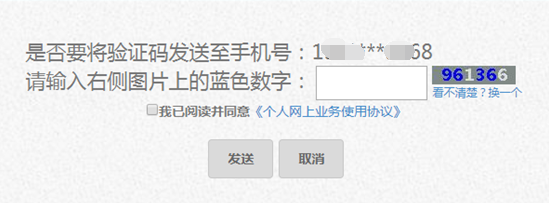 是否要将验证码发送至手机号：1 ** 68
请输入右侧图片上的蓝色数字： 961366
看不清楚？换一个
我已阅读并同意《个人网上业务使用协议》
发送 取消